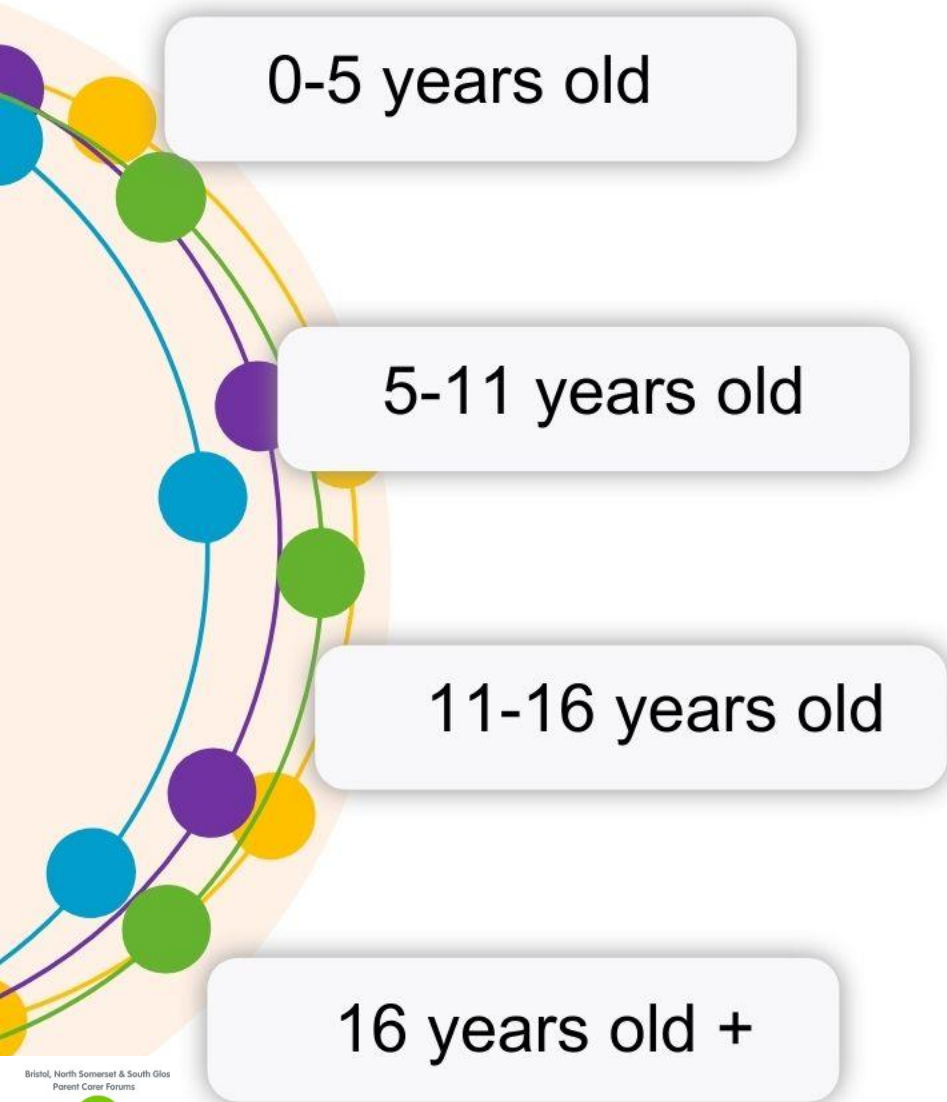 0-5 years old
5-11 years old
11-16 years old
16 years old +
Bristol, North Somerset & South Glos
Parent Carer Forums